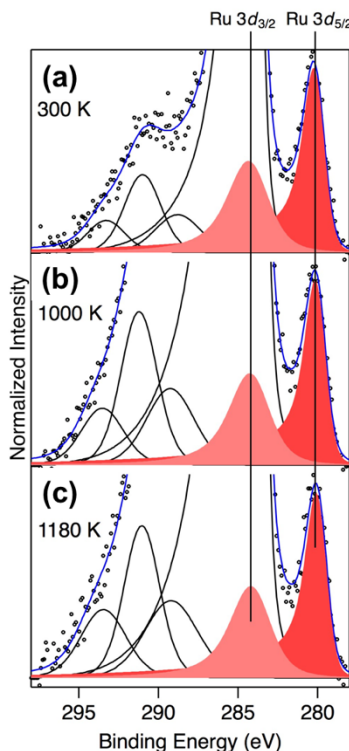 Ru 3d3/2 Ru 3d5/2
(a)
300 K
(b)
1000 K
(c)
1180 K
Normalized Intensity
295 290 285 280
Binding Energy (eV)